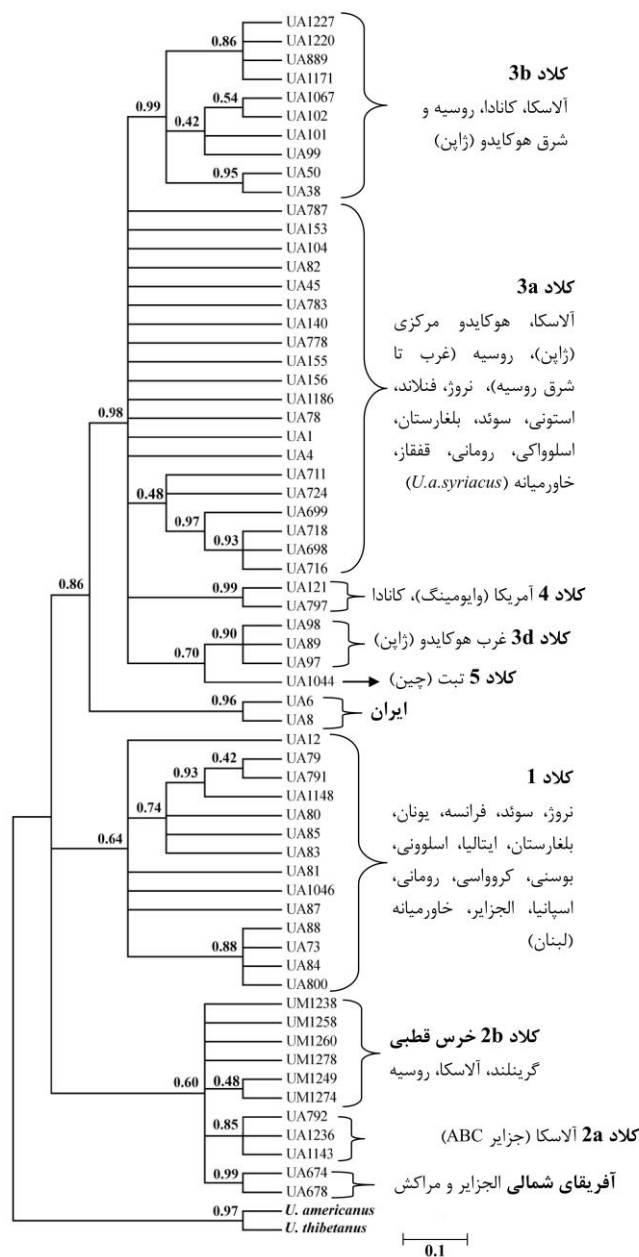 UA1227
0.86
UA1220
UA889
UA1171
0.99
0.54
UA1067
UA102
0.42
UA101
UA99
0.95
UA50
UA38
کلاد 3b
آلاسکا، کانادا، روسیه و
شرق هوکایدو (ژاپن)
UA787
UA153
UA104
UA82
UA45
UA783
UA140
UA778
UA155
UA156
UA1186
0.98
UA78
UA1
UA4
UA711
0.48
UA724
0.97
UA699
UA718
0.93
UA698
UA716
کلاد 3a
آلاسکا، هوکایدو مرکزی
(ژاپن)، روسیه (غرب تا
شرق روسیه)، نروژ، فنلاند،
استونی، سوئد، بلغارستان،
اسلوواکی، رومانی، قفقاز،
خاورمیانه (U.a.syriacus)
0.86
0.99
UA121
UA797
کلاد 4 آمریکا (وایومینگ)، کانادا
0.90
UA98
UA89
UA97
کلاد 3d غرب هوکایدو (ژاپن)
0.70
UA1044
کلاد 5 تبت (چین)
0.96
UA6
UA8
ایران
UA12
0.42
UA79
0.93
UA791
UA1148
0.74
UA80
UA85
0.64
UA83
UA81
UA1046
UA87
UA88
0.88
UA73
UA84
UA800
کلاد 1
نروژ، سوئد، فرانسه، یونان،
بلغارستان، ایتالیا، اسلوونی،
بوسنی، کروواسی، رومانی،
اسپانیا، الجزایر، خاورمیانه
(لبنان)
UM1238
UM1258
UM1260
UM1278
0.60
0.48
UM1249
UM1274
کلاد 2b خرس قطبی
گرینلند، آلاسکا، روسیه
UA792
0.85
UA1236
UA1143
کلاد 2a آلاسکا (جزایر ABC)
0.99
UA674
UA678
آفریقای شمالی الجزایر و مراکش
0.97
U. americanus
U. thibetanus
0.1